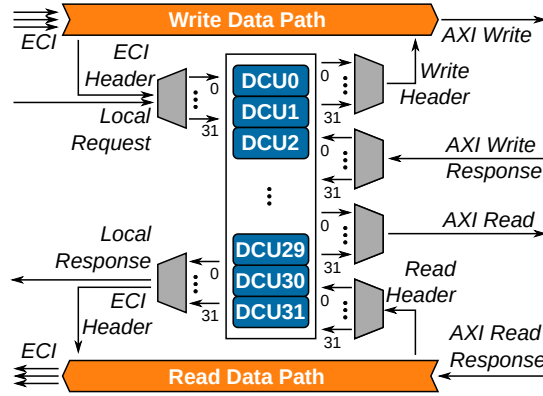 Write Data Path
ECI
AXI Write
ECI
Header
Local
Request
0
31
DCU0
DCU1
DCU2
0
31
Write
Header
0
31
AXI Write
Response
0
31
AXI Read
Local
Response
ECI
Header
0
31
DCU29
DCU30
DCU31
0
31
Read
Header
AXI Read
Response
ECI
Read Data Path